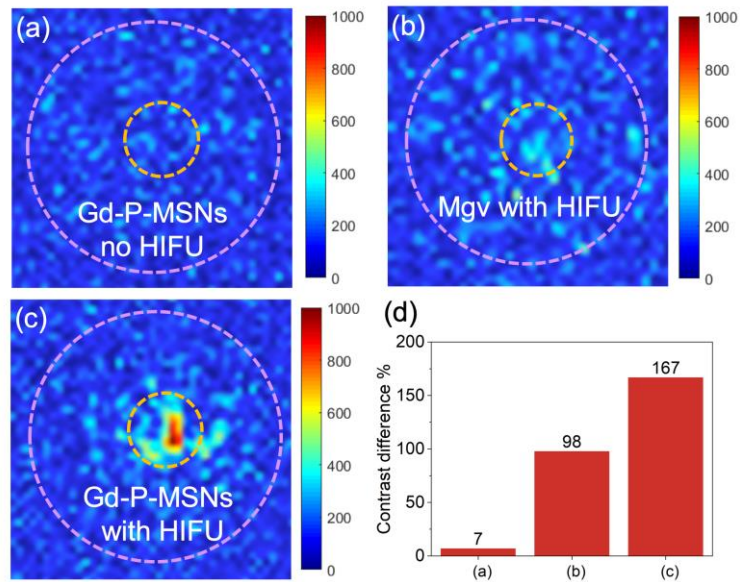 (a)
1000
800
600
400
200
0
Gd-P-MSNs
no HIFU
(b)
1000
800
600
400
200
0
Mgv with HIFU
(c)
1000
800
600
400
200
0
Gd-P-MSNs
with HIFU
(d)
Contrast difference %
200
150
100
50
0
7
98
167
(a) (b) (c)